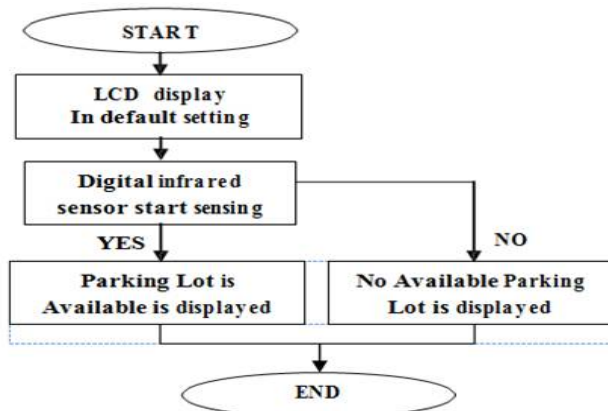 START
LCD display
In default setting
Digital infrared
sensor start sensing
YES
NO
Parking Lot is
Available is displayed
No Available Parking
Lot is displayed
END